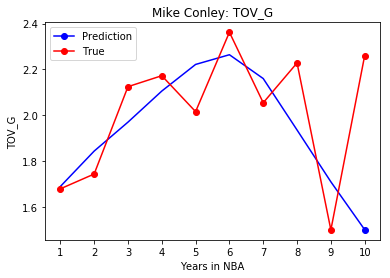 Mike Conley: TOV_G
Prediction
True
TOV_G
2.4
2.2
2.0
1.8
1.6
1 2 3 4 5 6 7 8 9 10
Years in NBA